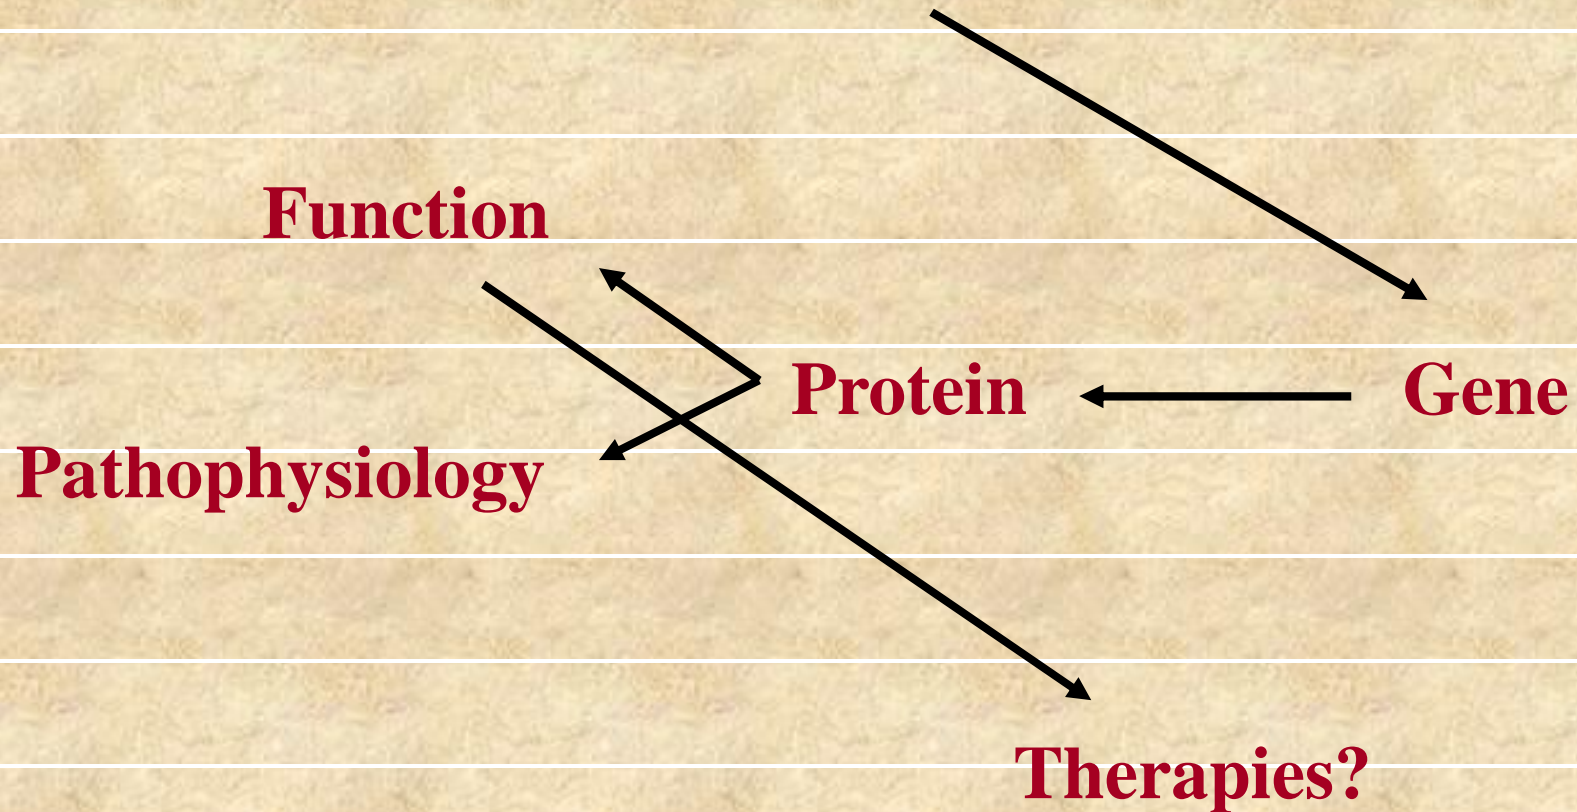 Function
Protein
Gene
Pathophysiology
Therapies?